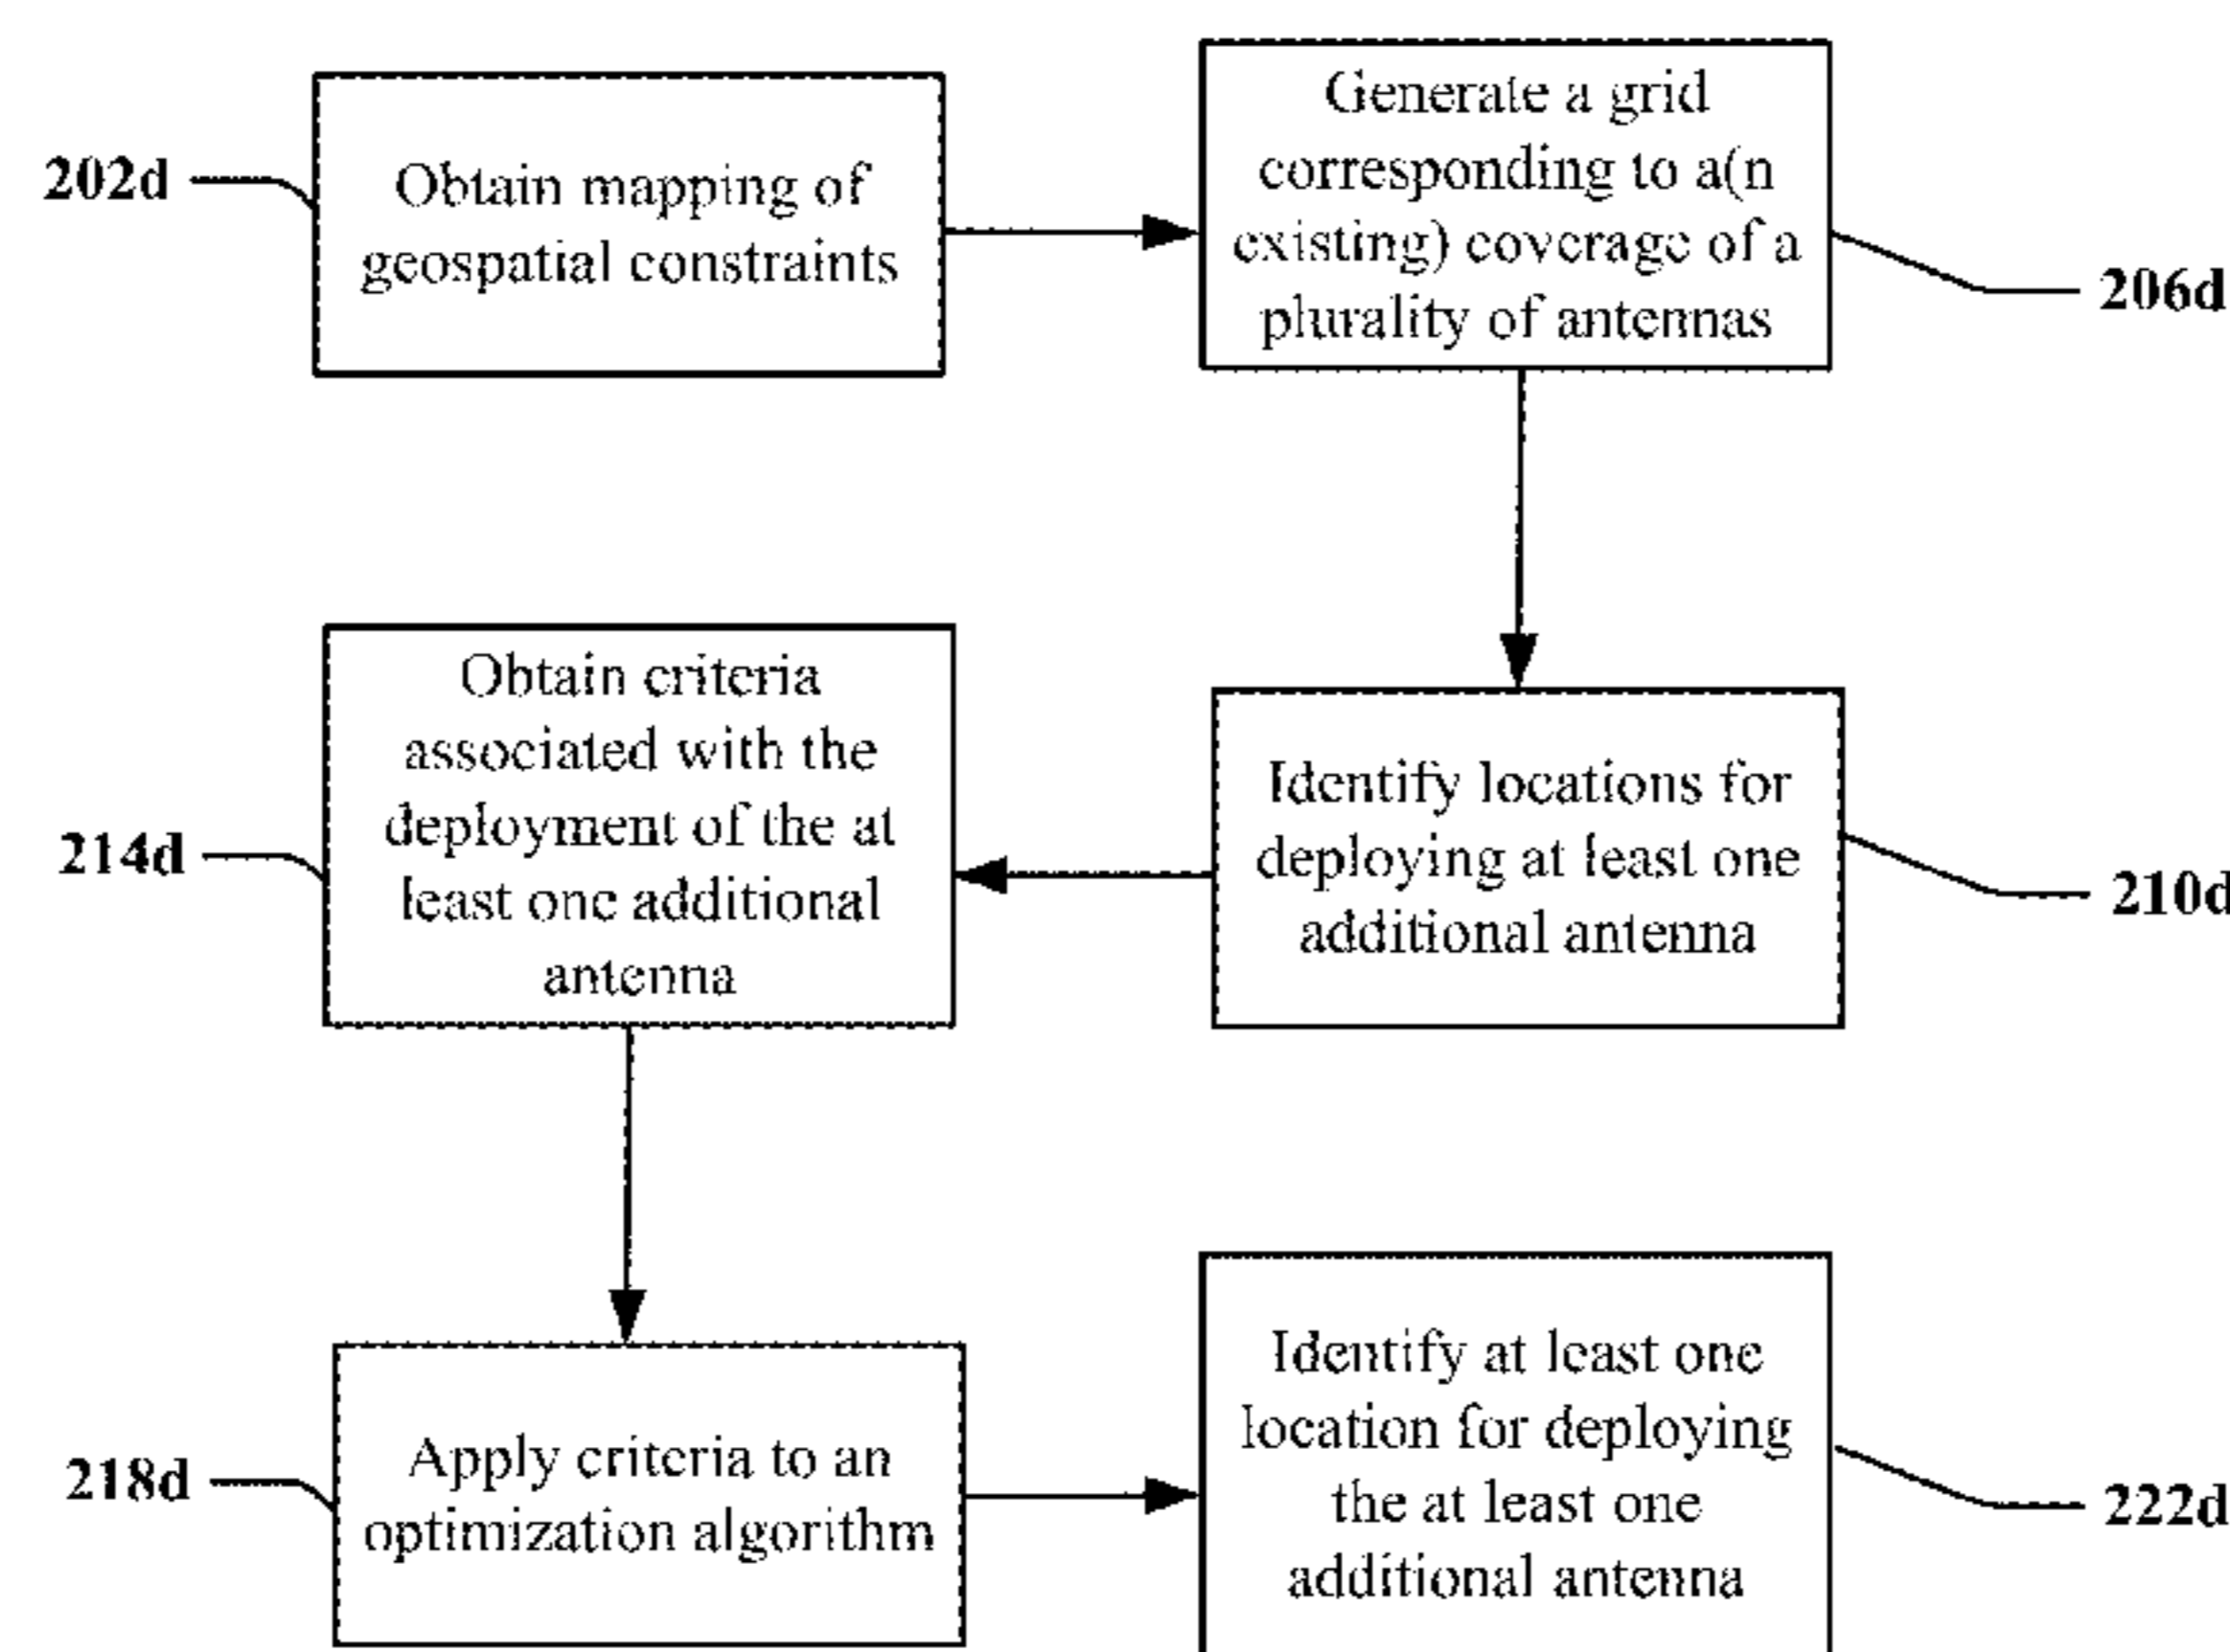 202d
Obtain mapping of
geospatial constraints
Generate a grid
corresponding to a(n
existing) coverage of a
plurality of antennas
206d
Identify locations for
deploying at least one
additional antenna
210d
Obtain criteria
associated with the
deployment of the at
least one additional
antenna
214d
218d
Apply criteria to an
optimization algorithm
Identify at least one
location for deploying
the at least one
additional antenna
222d